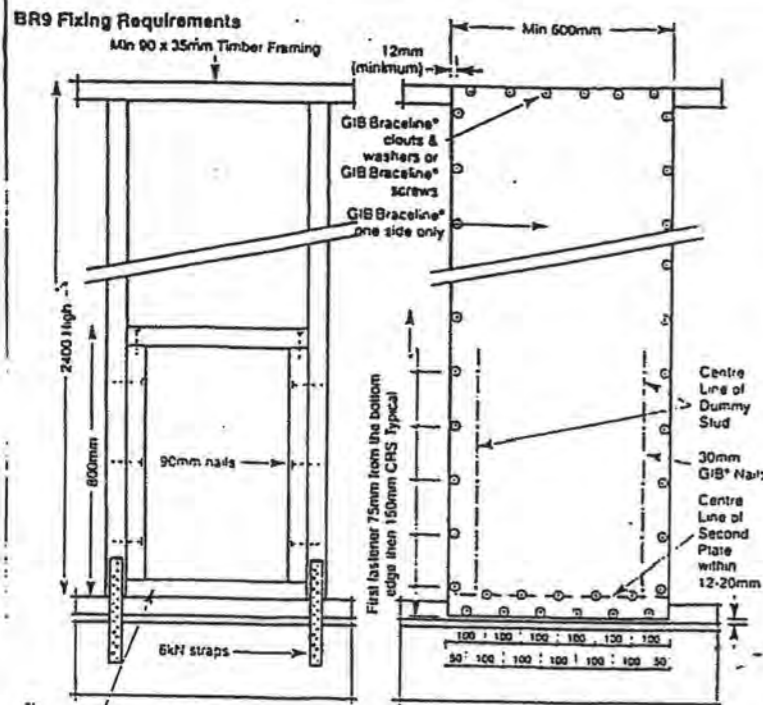 BR9 Fixing Requirements
Min 90 x 35mm Timber Framing
2400 High
800mm
90mm nails
6kN straps
12mm
(minimum)
Min 600mm
GIB Braceline®
clouts &
washers or
GIB Braceline®
screws
GIB Braceline®
one side only
First fastener 75mm from the bottom
edge then 150mm CRS Typical
Centre
Line of
Dummy
Stud
30mm
GIB® Nails
Centre
Line of
Second
Plate
within
12-20mm
100 100 100 100 100 100
50 100 100 100 100 100 100 50